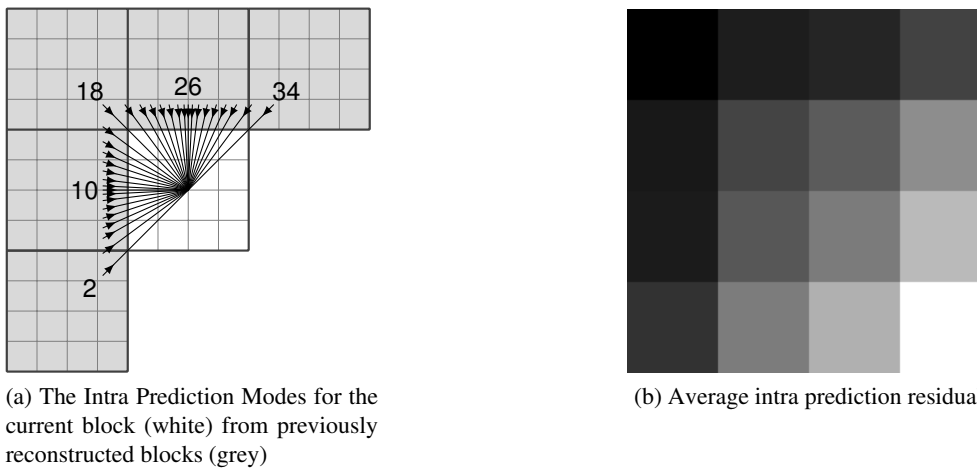 18 26 34
10
2
(a) The Intra Prediction Modes for the
current block (white) from previously
reconstructed blocks (grey)
(b) Average intra prediction residua